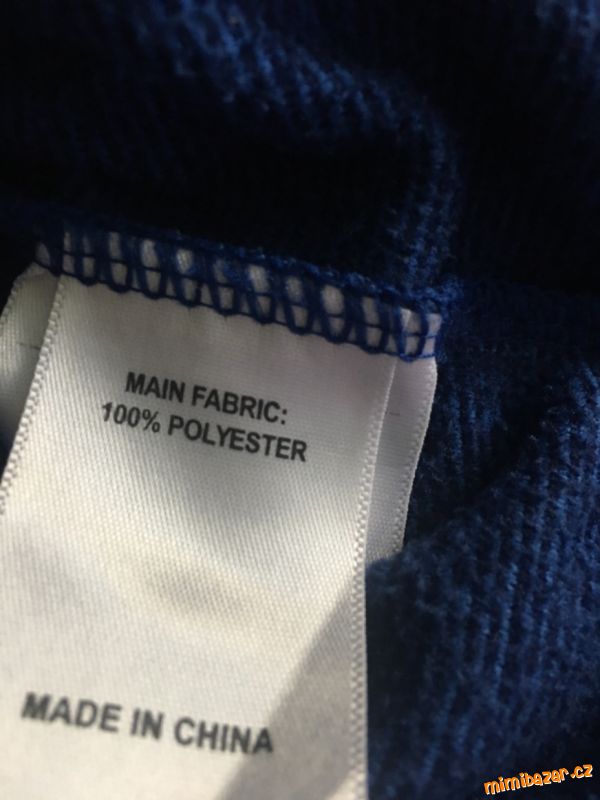 MAIN FABRIC:
100% POLYESTER
MADE IN CHINA
mimibazar.cz